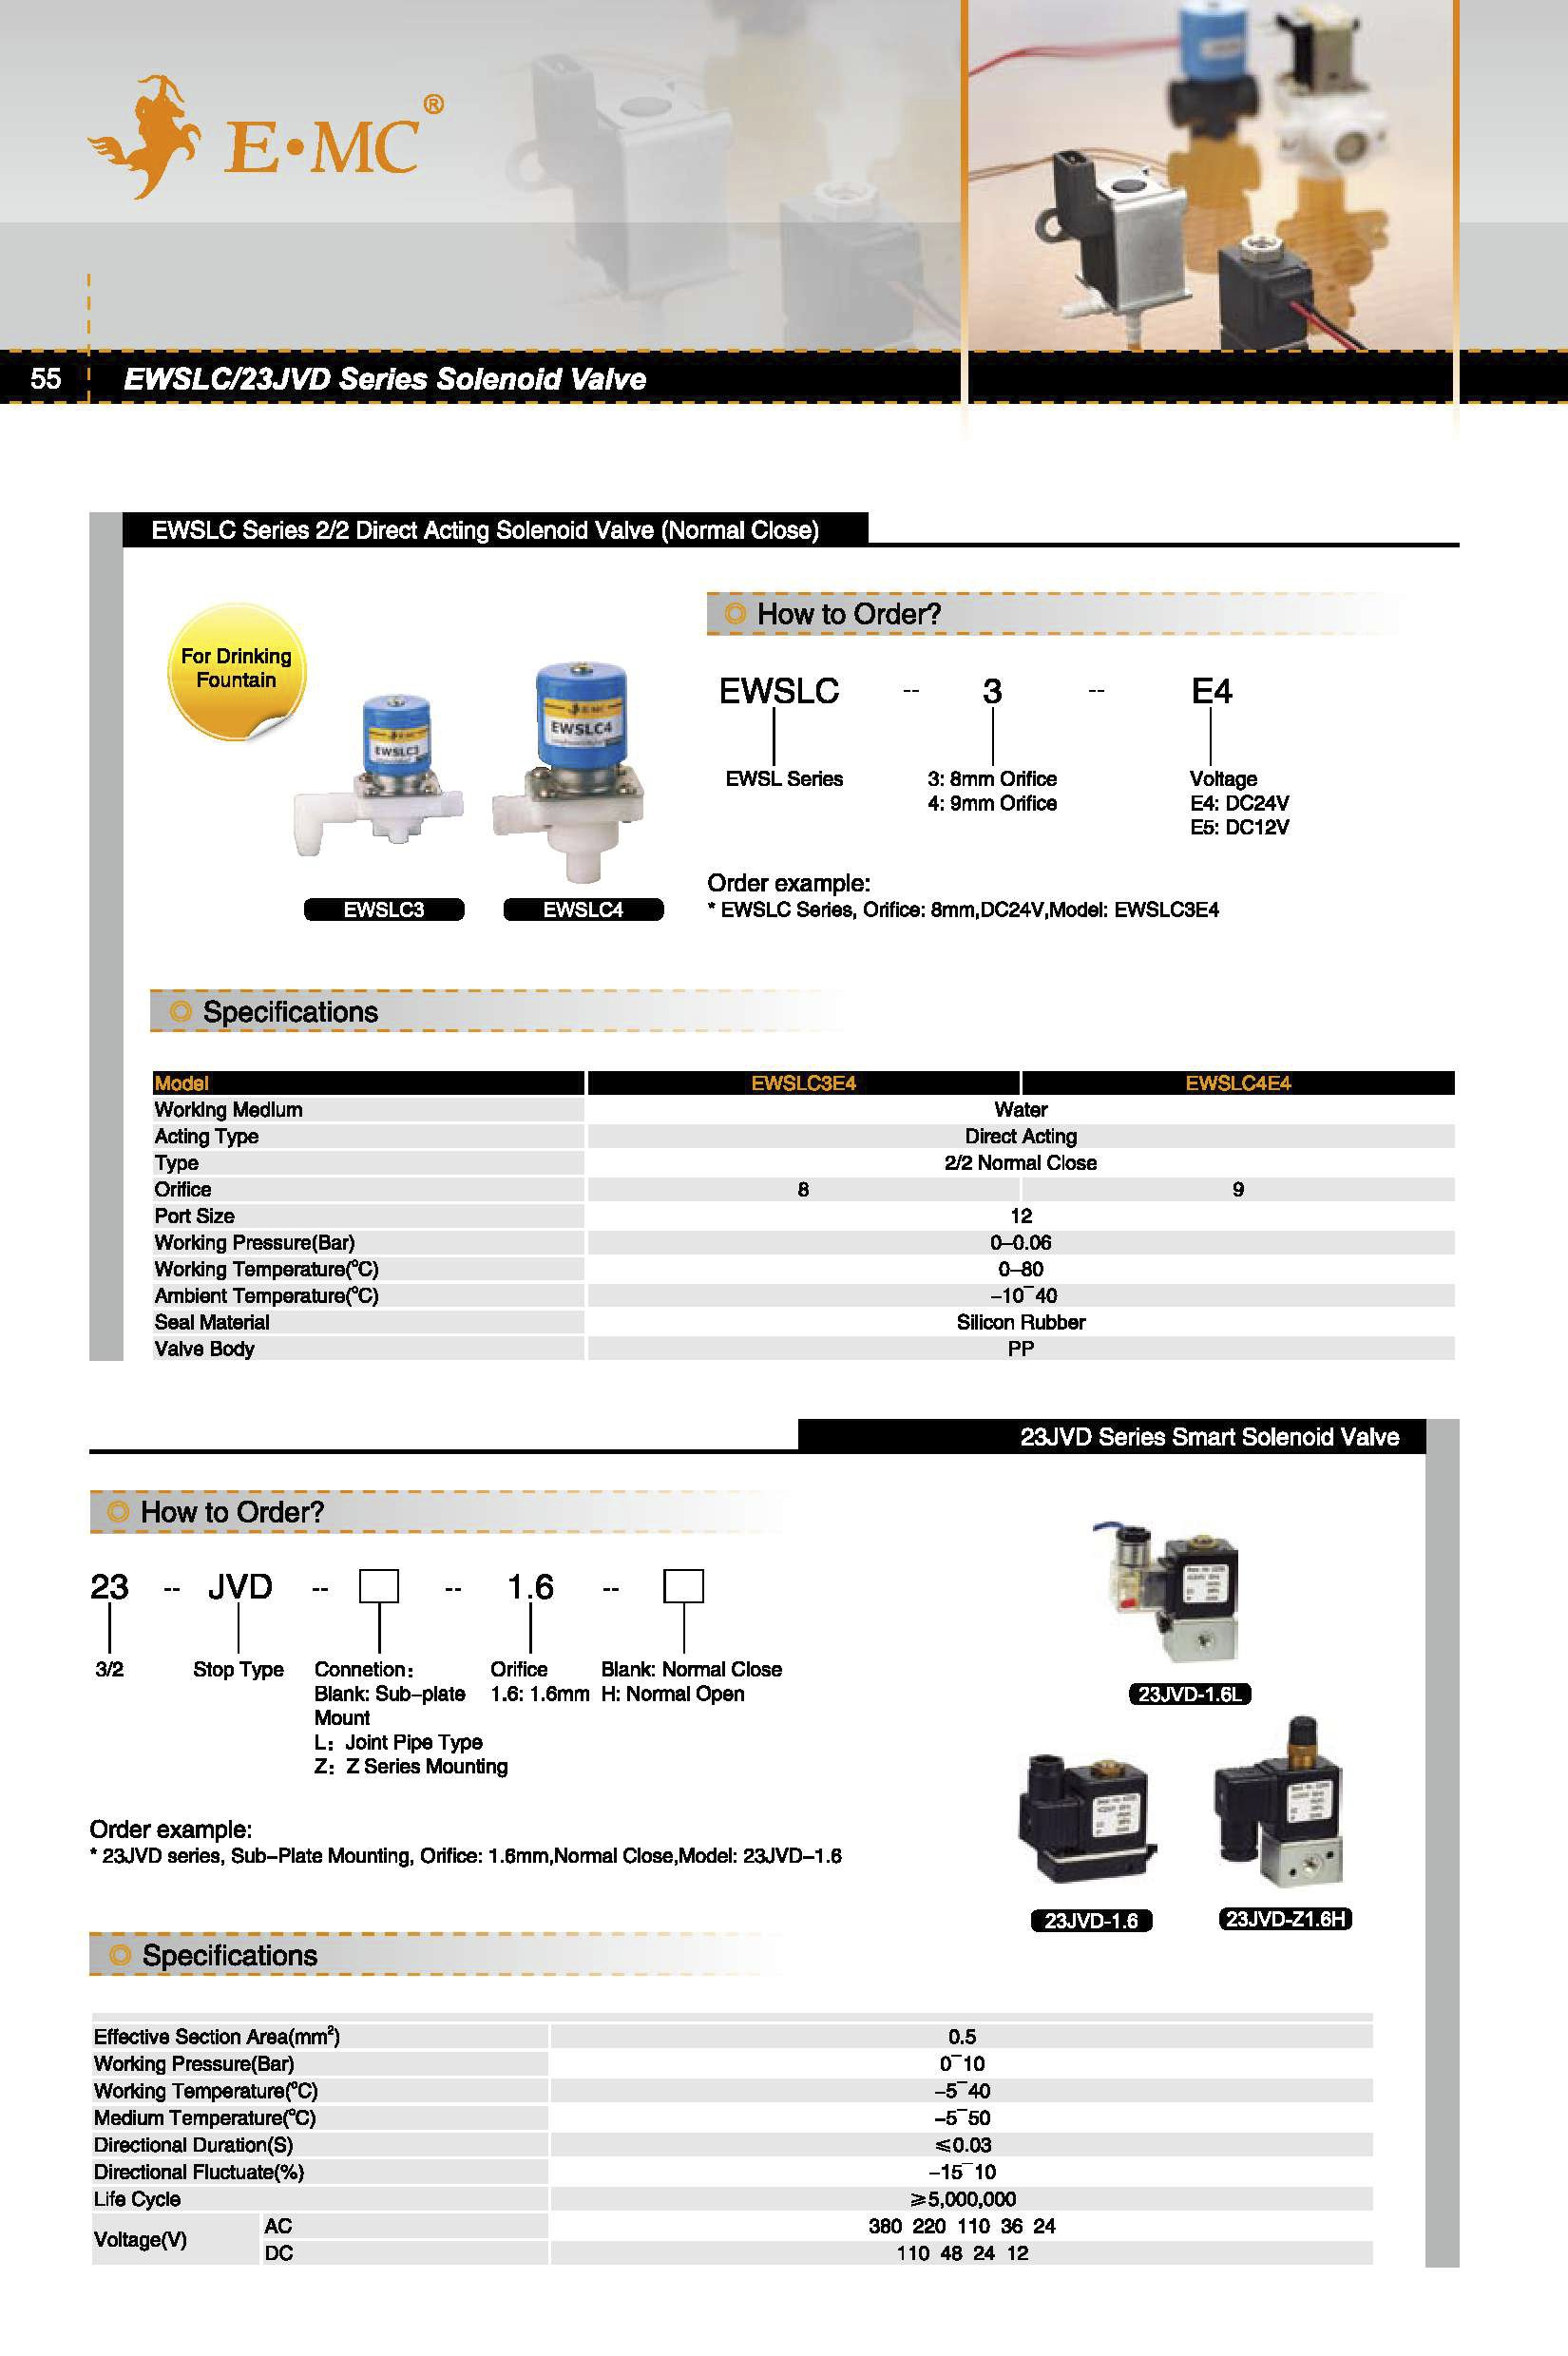 E•MC®
55 EWSLC/23JVD Series Solenoid Valve
EWSLC Series 2/2 Direct Acting Solenoid Valve (Normal Close)
For Drinking
Fountain
EWSLC3
EWSLC4
EWSLC3
EWSLC4
How to Order?
EWSLC -- 3 -- E4
EWSL Series 3: 8mm Orifice Voltage
4: 9mm Orifice E4: DC24V
E5: DC12V
Order example:
* EWSLC Series, Orifice: 8mm,DC24V,Model: EWSLC3E4
Specifications
Model EWSLC3E4 EWSLC4E4
Working Medium Water
Acting Type Direct Acting
Type 2/2 Normal Close
Orifice 8 9
Port Size 12
Working Pressure(Bar) 0–0.06
Working Temperature(°C) 0–80
Ambient Temperature(°C) –10‾40
Seal Material Silicon Rubber
Valve Body PP
23JVD Series Smart Solenoid Valve
How to Order?
23 -- JVD -- □ -- 1.6 -- □
3/2 Stop Type Connetion： Orifice Blank: Normal Close
Blank: Sub–plate 1.6: 1.6mm H: Normal Open
Mount
L：Joint Pipe Type
Z：Z Series Mounting
Order example:
* 23JVD series, Sub–Plate Mounting, Orifice: 1.6mm,Normal Close,Model: 23JVD–1.6
23JVD-1.6L
23JVD-1.6
23JVD-Z1.6H
Specifications
Effective Section Area(mm²) 0.5
Working Pressure(Bar) 0‾10
Working Temperature(°C) –5‾40
Medium Temperature(°C) –5‾50
Directional Duration(S) ≤0.03
Directional Fluctuate(%) –15‾10
Life Cycle ≥5,000,000
Voltage(V) AC 380 220 110 36 24
DC 110 48 24 12